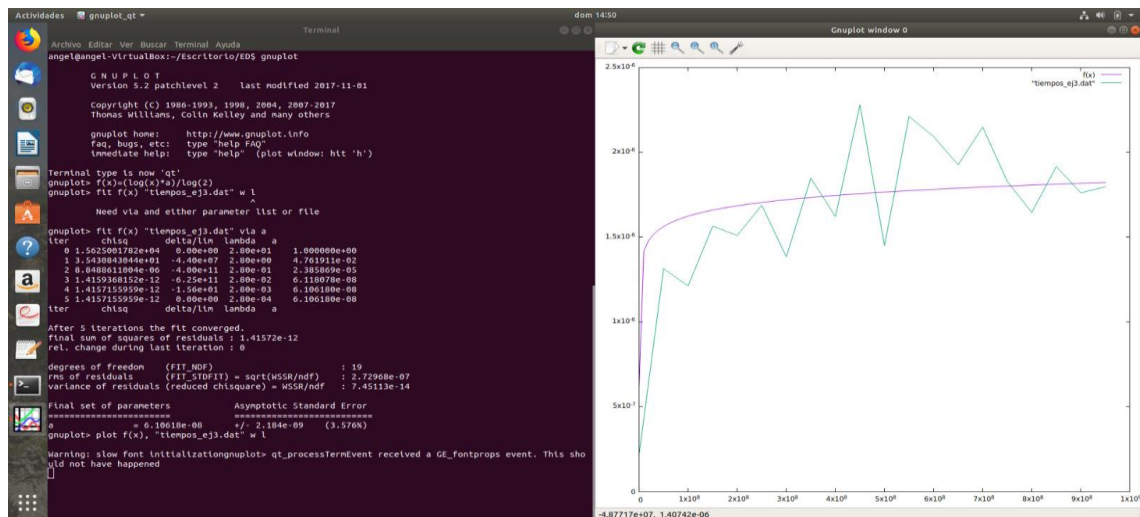 Actividades gnuplot_qt dom 14:50
Terminal
Archivo Editar Ver Buscar Terminal Ayuda
angel@angel-VirtualBox:~/Escritorio/ED$ gnuplot
G N U P L O T
Version 5.2 patchlevel 2 last modified 2017-11-01
Copyright (C) 1986-1993, 1998, 2004, 2007-2017
Thomas Williams, Colin Kelley and many others
gnuplot home: http://www.gnuplot.info
faq, bugs, etc: type "help FAQ"
immediate help: type "help" (plot window: hit 'h')
Terminal type is now 'qt'
gnuplot> f(x)=(log(x)*a)/log(2)
gnuplot> fit f(x) "tiempos_ej3.dat" w l
^
Need via and either parameter list or file
gnuplot> fit f(x) "tiempos_ej3.dat" via a
iter chisq delta/lim lambda a
0 1.5625001782e+04 0.00e+00 2.80e+01 1.000000e+00
1 3.5430843044e+01 -4.40e+07 2.80e+00 4.761911e-02
2 8.8488611004e-06 -4.00e+11 2.80e-01 2.385869e-05
3 1.4159368152e-12 -6.25e+11 2.80e-02 6.118078e-08
4 1.4157155959e-12 -1.56e+01 2.80e-03 6.106180e-08
5 1.4157155959e-12 0.00e+00 2.80e-04 6.106180e-08
iter chisq delta/lim lambda a
After 5 iterations the fit converged.
final sum of squares of residuals : 1.41572e-12
rel. change during last iteration : 0
degrees of freedom (FIT_NDF) : 19
rms of residuals (FIT_STDFIT) = sqrt(WSSR/ndf) : 2.72968e-07
variance of residuals (reduced chisquare) = WSSR/ndf : 7.45113e-14
Final set of parameters Asymptotic Standard Error
======================= ==========================
a = 6.10618e-08 +/- 2.184e-09 (3.576%)
gnuplot> plot f(x), "tiempos_ej3.dat" w l
Warning: slow font initializationgnuplot> qt_processTermEvent received a GE_fontprops event. This sho
uld not have happened
Gnuplot window 0
f(x)
"tiempos_ej3.dat"
2.5x10⁻⁶
2x10⁻⁶
1.5x10⁻⁶
1x10⁻⁶
5x10⁻⁷
0
0 1x10⁸ 2x10⁸ 3x10⁸ 4x10⁸ 5x10⁸ 6x10⁸ 7x10⁸ 8x10⁸ 9x10⁸ 1x10⁹
-4.87717e+07, 1.40742e-06